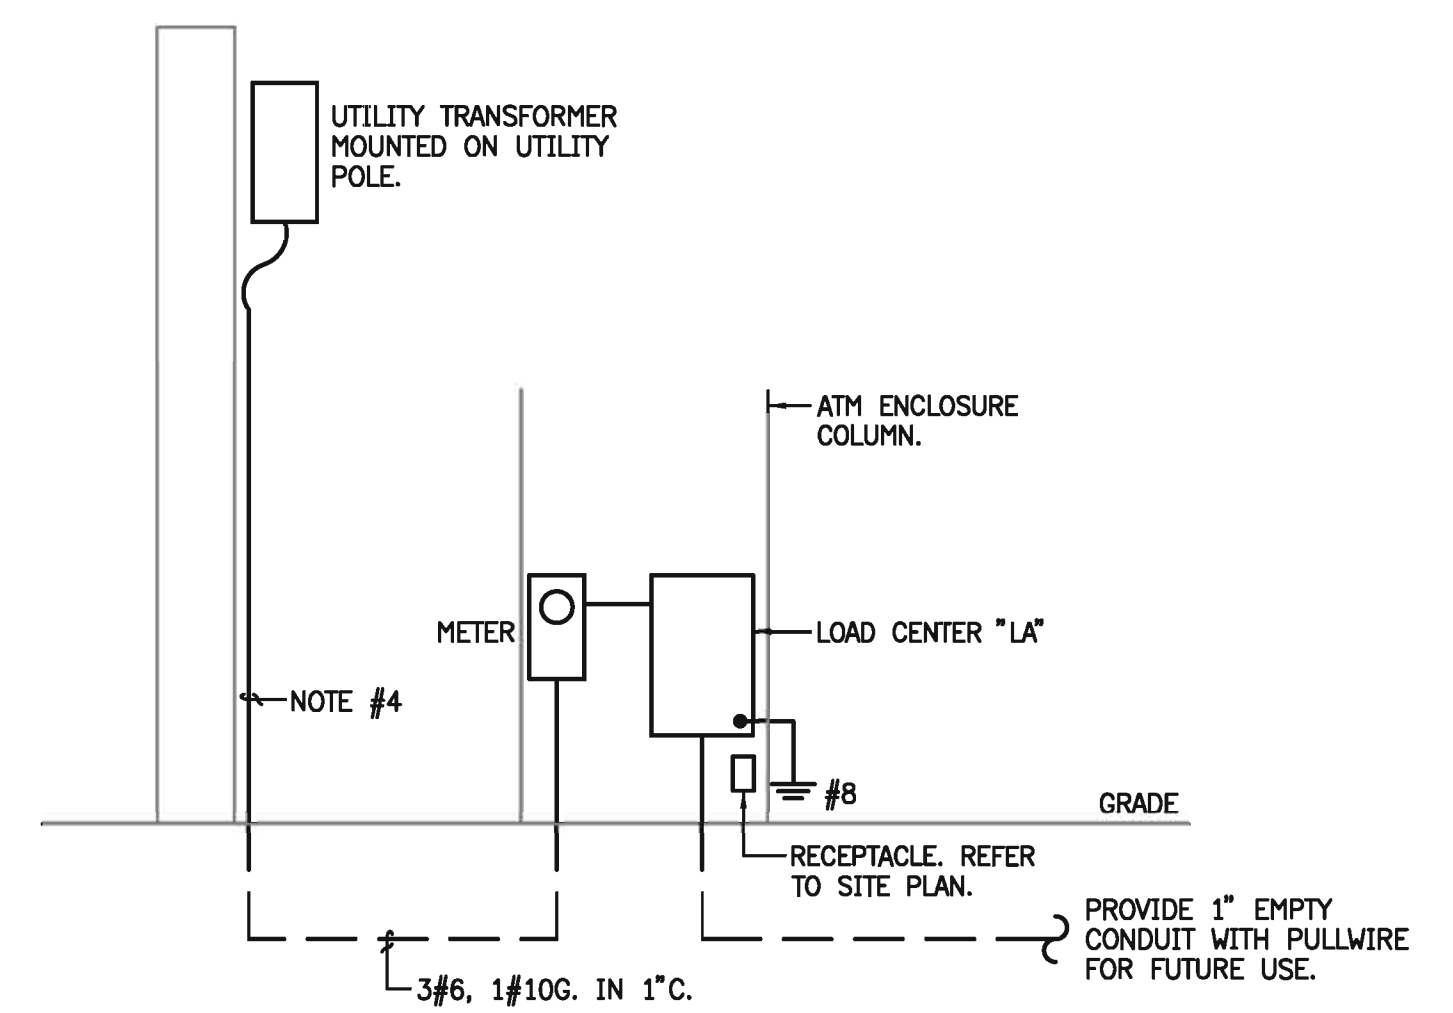 UTILITY TRANSFORMER
MOUNTED ON UTILITY
POLE.
ATM ENCLOSURE
COLUMN.
METER
LOAD CENTER "LA"
NOTE #4
#8
GRADE
RECEPTACLE. REFER
TO SITE PLAN.
PROVIDE 1" EMPTY
CONDUIT WITH PULLWIRE
FOR FUTURE USE.
3#6, 1#10G. IN 1"C.